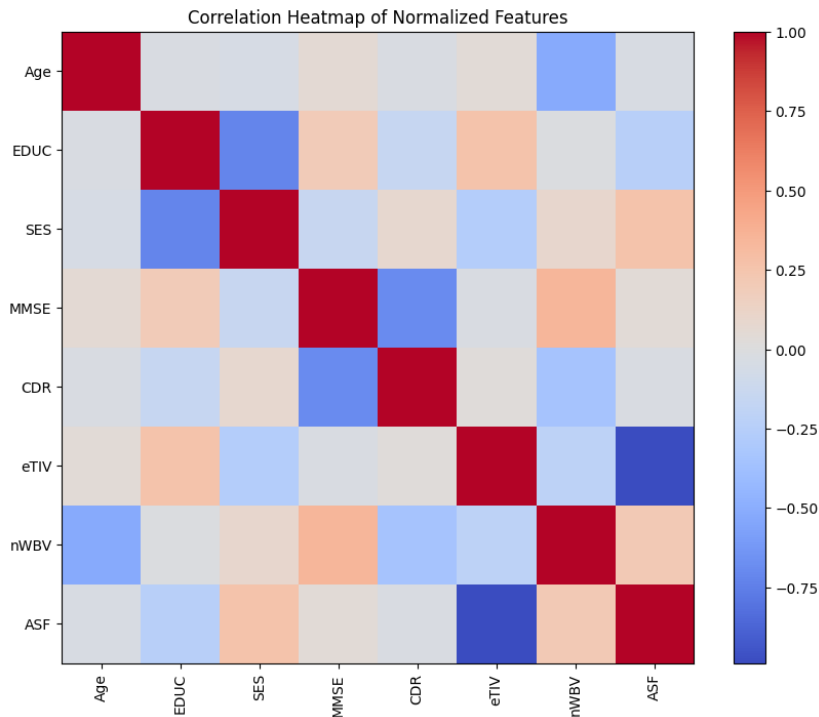 Correlation Heatmap of Normalized Features
Age
EDUC
SES
MMSE
CDR
eTIV
nWBV
ASF
Age
EDUC
SES
MMSE
CDR
eTIV
nWBV
ASF
1.00
0.75
0.50
0.25
0.00
−0.25
−0.50
−0.75